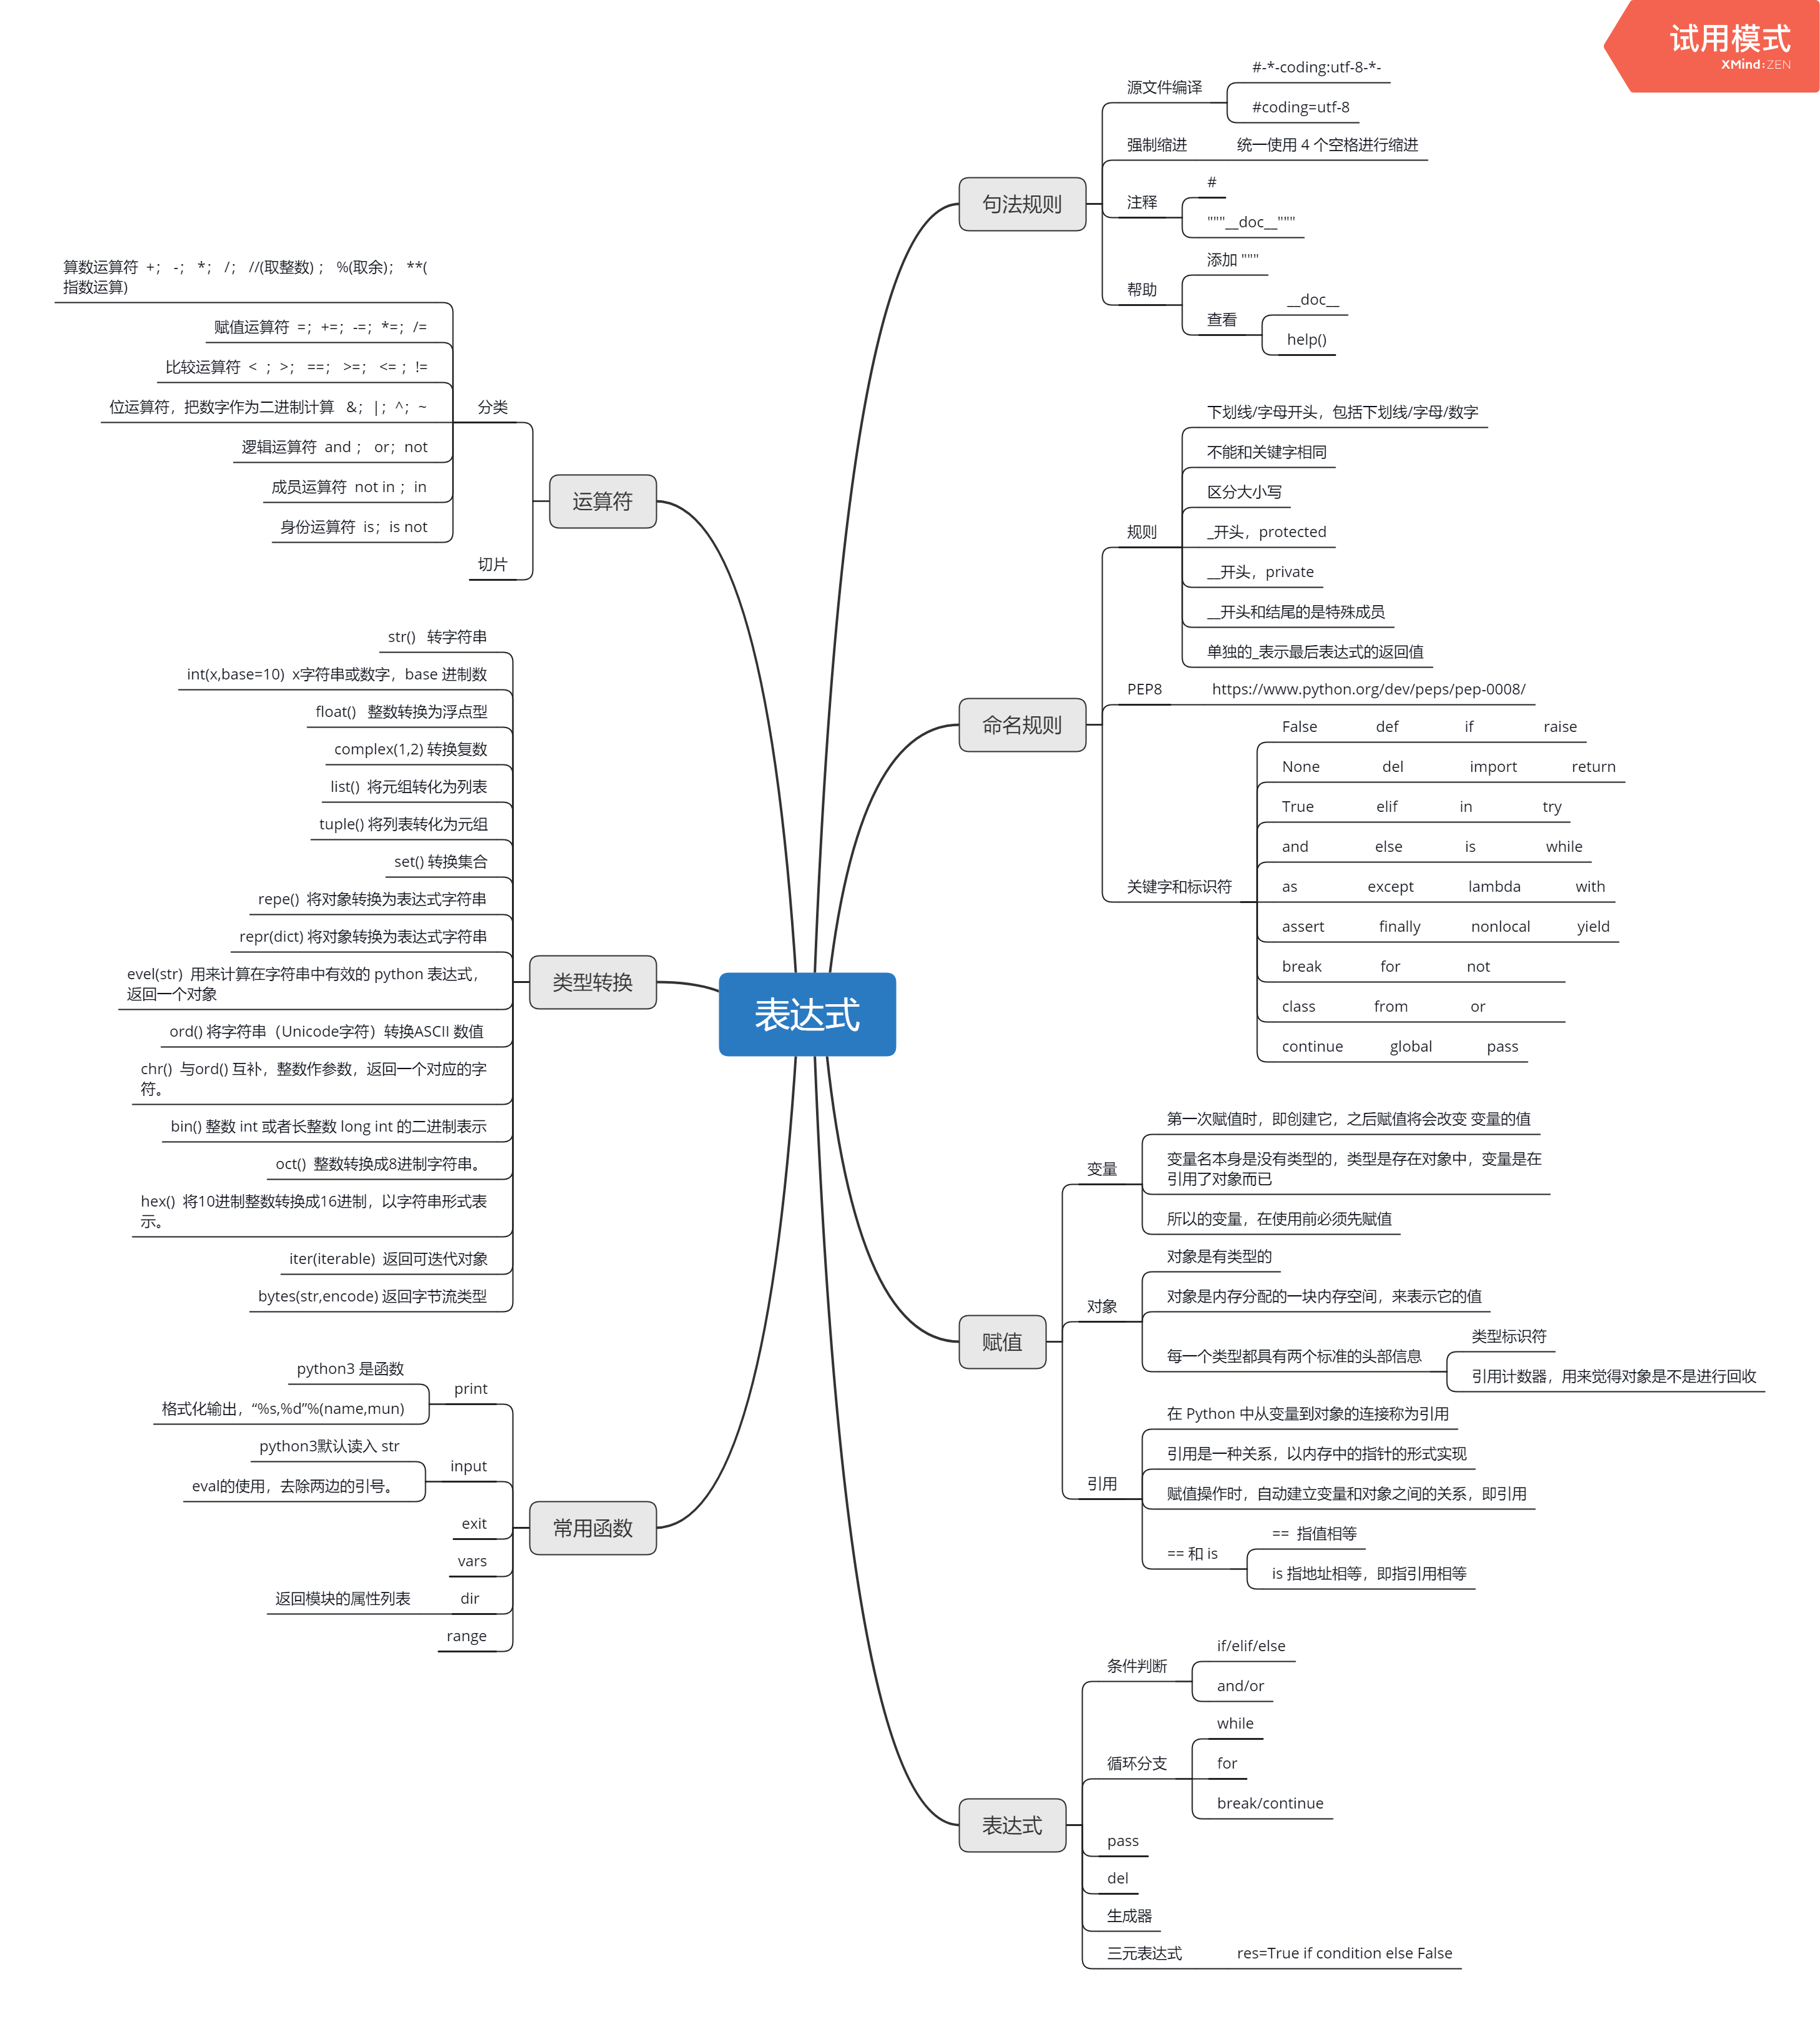 试用模式
XMind:ZEN
表达式
句法规则
源文件编译
#-*-coding:utf-8-*-
#coding=utf-8
强制缩进
统一使用 4 个空格进行缩进
注释
#
"""__doc__"""
帮助
添加 """
查看
__doc__
help()
命名规则
规则
下划线/字母开头，包括下划线/字母/数字
不能和关键字相同
区分大小写
_开头，protected
__开头，private
__开头和结尾的是特殊成员
单独的_表示最后表达式的返回值
PEP8
https://www.python.org/dev/peps/pep-0008/
关键字和标识符
False def if raise
None del import return
True elif in try
and else is while
as except lambda with
assert finally nonlocal yield
break for not
class from or
continue global pass
赋值
变量
第一次赋值时，即创建它，之后赋值将会改变 变量的值
变量名本身是没有类型的，类型是存在对象中，变量是在
引用了对象而已
所以的变量，在使用前必须先赋值
对象
对象是有类型的
对象是内存分配的一块内存空间，来表示它的值
每一个类型都具有两个标准的头部信息
类型标识符
引用计数器，用来觉得对象是不是进行回收
引用
在 Python 中从变量到对象的连接称为引用
引用是一种关系，以内存中的指针的形式实现
赋值操作时，自动建立变量和对象之间的关系，即引用
== 和 is
== 指值相等
is 指地址相等，即指引用相等
表达式
条件判断
if/elif/else
and/or
循环分支
while
for
break/continue
pass
del
生成器
三元表达式
res=True if condition else False
运算符
分类
算数运算符 +； -； *； /； //(取整数) ； %(取余)； **(
指数运算)
赋值运算符 =；+=；-=；*=；/=
比较运算符 < ；>； ==； >=； <= ；!=
位运算符，把数字作为二进制计算 &；|；^；~
逻辑运算符 and ； or；not
成员运算符 not in ；in
身份运算符 is；is not
切片
类型转换
str() 转字符串
int(x,base=10) x字符串或数字，base 进制数
float() 整数转换为浮点型
complex(1,2) 转换复数
list() 将元组转化为列表
tuple() 将列表转化为元组
set() 转换集合
repe() 将对象转换为表达式字符串
repr(dict) 将对象转换为表达式字符串
evel(str) 用来计算在字符串中有效的 python 表达式，
返回一个对象
ord() 将字符串（Unicode字符）转换ASCII 数值
chr() 与ord() 互补，整数作参数，返回一个对应的字
符。
bin() 整数 int 或者长整数 long int 的二进制表示
oct() 整数转换成8进制字符串。
hex() 将10进制整数转换成16进制，以字符串形式表
示。
iter(iterable) 返回可迭代对象
bytes(str,encode) 返回字节流类型
常用函数
print
python3 是函数
格式化输出，“%s,%d”%(name,mun)
input
python3默认读入 str
eval的使用，去除两边的引号。
exit
vars
dir
返回模块的属性列表
range